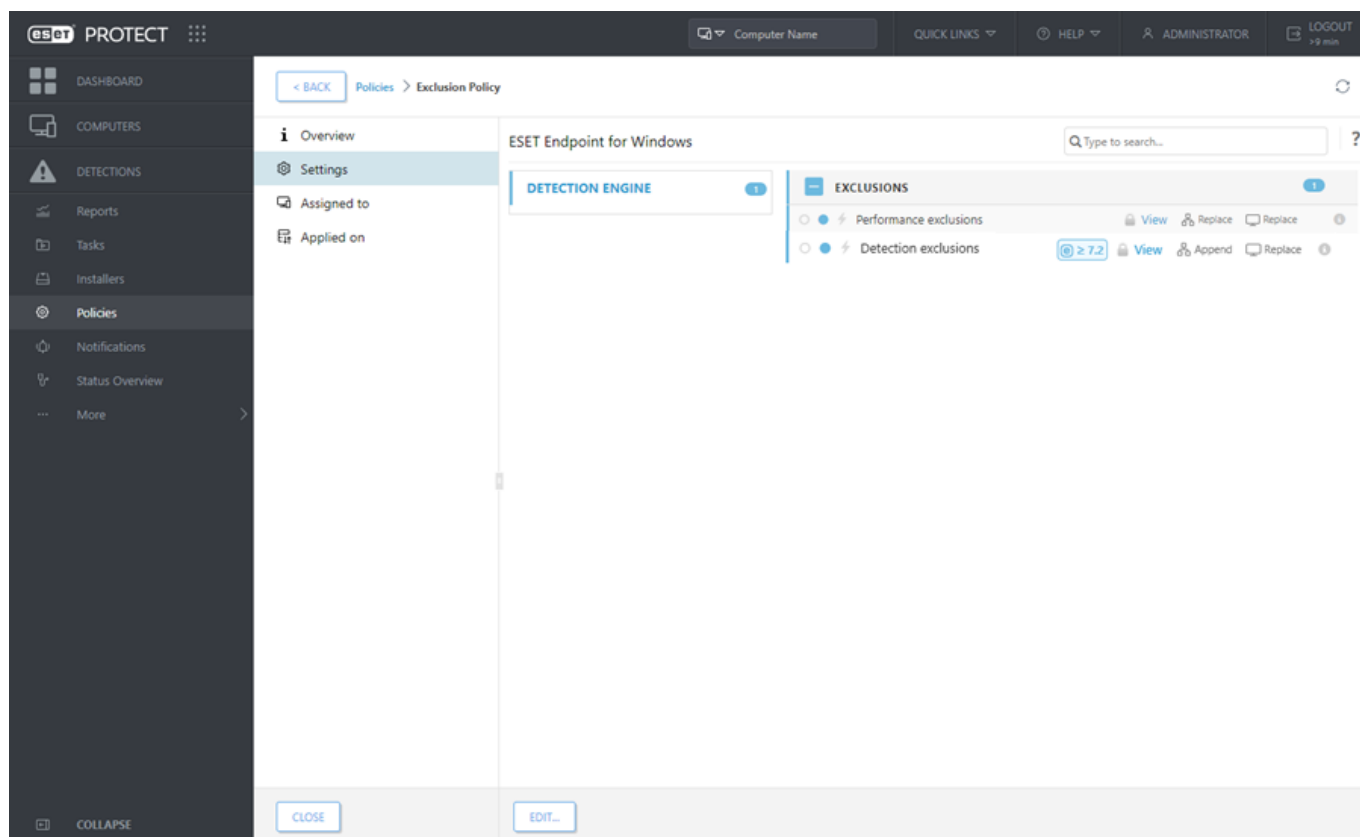 eset PROTECT
Computer Name
QUICK LINKS
HELP
ADMINISTRATOR
LOGOUT
>9 min
DASHBOARD
COMPUTERS
DETECTIONS
Reports
Tasks
Installers
Policies
Notifications
Status Overview
More
COLLAPSE
< BACK Policies > Exclusion Policy
Overview
Settings
Assigned to
Applied on
CLOSE
ESET Endpoint for Windows
Type to search...
?
DETECTION ENGINE 1
EXCLUSIONS 1
Performance exclusions View Replace Replace
Detection exclusions ≥ 7.2 View Append Replace
EDIT...